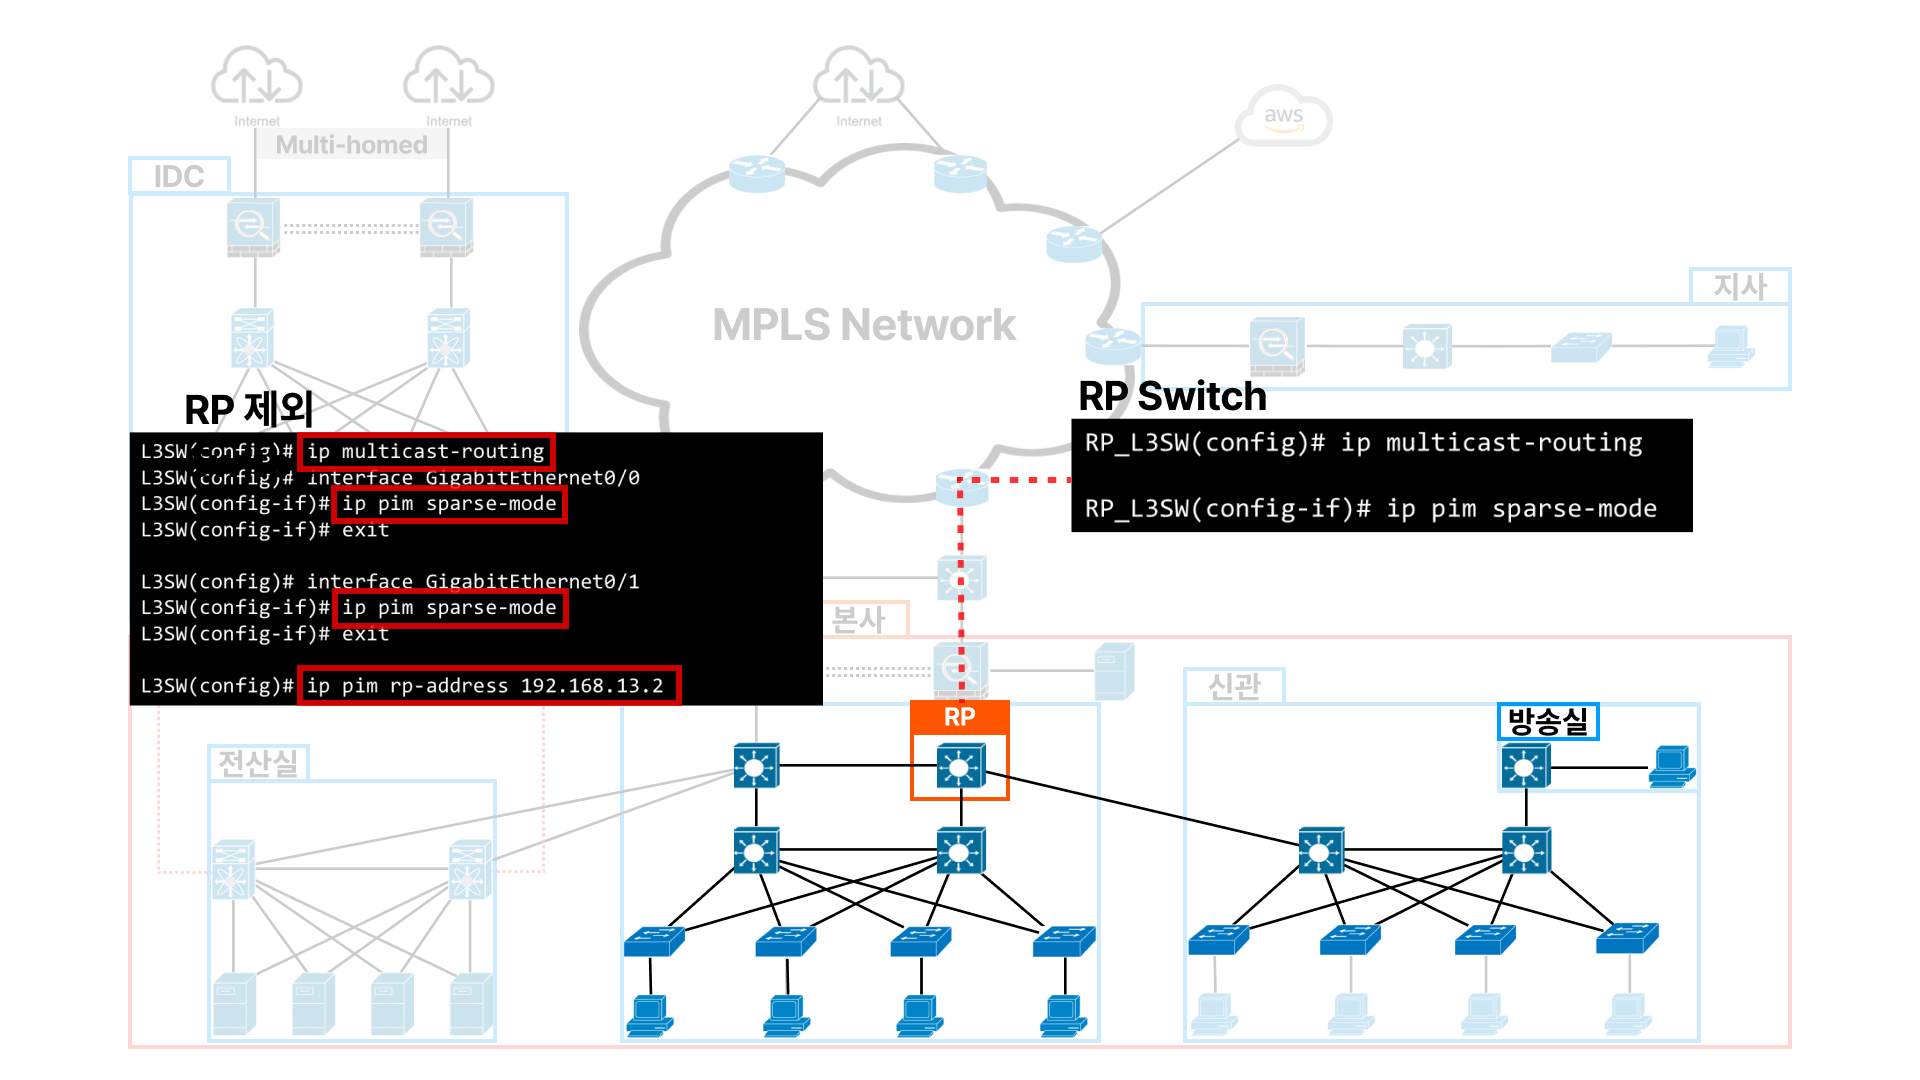 Internet
Internet
Internet
aws
Multi-homed
IDC
MPLS Network
지사
RP 제외
L3SW(config)# ip multicast-routing
L3SW(config)# interface GigabitEthernet0/0
L3SW(config-if)# ip pim sparse-mode
L3SW(config-if)# exit
L3SW(config)# interface GigabitEthernet0/1
L3SW(config-if)# ip pim sparse-mode
L3SW(config-if)# exit
L3SW(config)# ip pim rp-address 192.168.13.2
RP Switch
RP_L3SW(config)# ip multicast-routing
RP_L3SW(config-if)# ip pim sparse-mode
본사
신관
RP
방송실
전산실